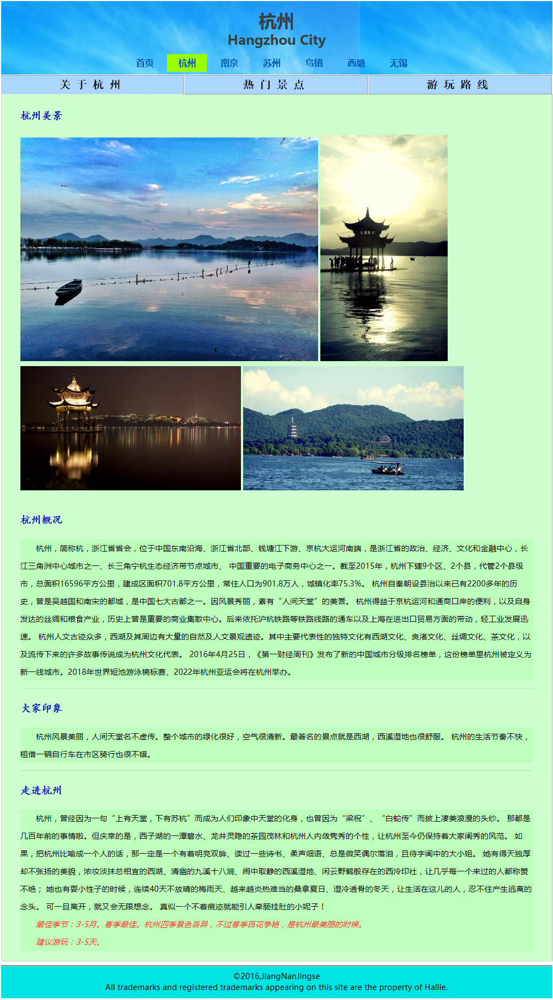 杭州
Hangzhou City
首页 杭州 南京 苏州 乌镇 西塘 无锡
关于杭州 热门景点 游玩路线
杭州美景
杭州概况
杭州，简称杭，浙江省省会，位于中国东南沿海、浙江省北部、钱塘江下游、京杭大运河南端，是浙江省的政治、经济、文化和金融中心，长
江三角洲中心城市之一、长三角宁杭生态经济带节点城市、 中国重要的电子商务中心之一。截至2015年，杭州下辖9个区、2个县，代管2个县级
市，总面积16596平方公里，建成区面积701.8平方公里，常住人口为901.8万人，城镇化率75.3%。 杭州自秦朝设县治以来已有2200多年的历
史，曾是吴越国和南宋的都城，是中国七大古都之一。因风景秀丽，素有“人间天堂”的美誉。 杭州得益于京杭运河和通商口岸的便利，以及自身
发达的丝绸和粮食产业，历史上曾是重要的商业集散中心。后来依托沪杭铁路等铁路线路的通车以及上海在进出口贸易方面的带动，轻工业发展迅
速。 杭州人文古迹众多，西湖及其周边有大量的自然及人文景观遗迹。其中主要代表性的独特文化有西湖文化、良渚文化、丝绸文化、茶文化，以
及流传下来的许多故事传说成为杭州文化代表。 2016年4月25日，《第一财经周刊》发布了新的中国城市分级排名榜单，这份榜单里杭州被定义为
新一线城市。2018年世界短池游泳锦标赛、2022年杭州亚运会将在杭州举办。
大家印象
杭州风景美丽，人间天堂名不虚传。整个城市的绿化很好，空气很清新。最著名的景点就是西湖，西溪湿地也很舒服。 杭州的生活节奏不快，
租借一辆自行车在市区骑行也很不错。
走进杭州
杭州，曾经因为一句“上有天堂，下有苏杭”而成为人们印象中天堂的化身，也曾因为“梁祝”、“白蛇传”而披上凄美浪漫的头纱。 那都是
几百年前的事情啦。但庆幸的是，西子湖的一潭碧水、龙井灵隐的茶园茂林和杭州人内敛隽秀的个性，让杭州至今仍保持着大家闺秀的风范。 如
果，把杭州比喻成一个人的话，那一定是一个有着明亮双眸、读过一些诗书、柔声细语、总是微笑偶尔落泪，且待字闺中的大小姐。 她有得天独厚
却不张扬的美貌，浓妆淡抹总相宜的西湖、清幽的九溪十八涧、闹中取静的西溪湿地、闲云野鹤般存在的西泠印社，让几乎每一个来过的人都称赞
不绝； 她也有耍小性子的时候，连续40天不放晴的梅雨天、越来越炎热难当的桑拿夏日、湿冷透骨的冬天，让生活在这儿的人，忍不住产生逃离的
念头。 可一旦离开，就又会无限想念。 真似一个不着痕迹就能引人牵肠挂肚的小妮子！
最佳季节：3-5月。春季最佳。杭州四季景色各异，不过春季百花争艳，是杭州最美丽的时候。
建议游玩：3-5天。
©2016,JiangNanJingse
All trademarks and registered trademarks appearing on this site are the property of Hallie.